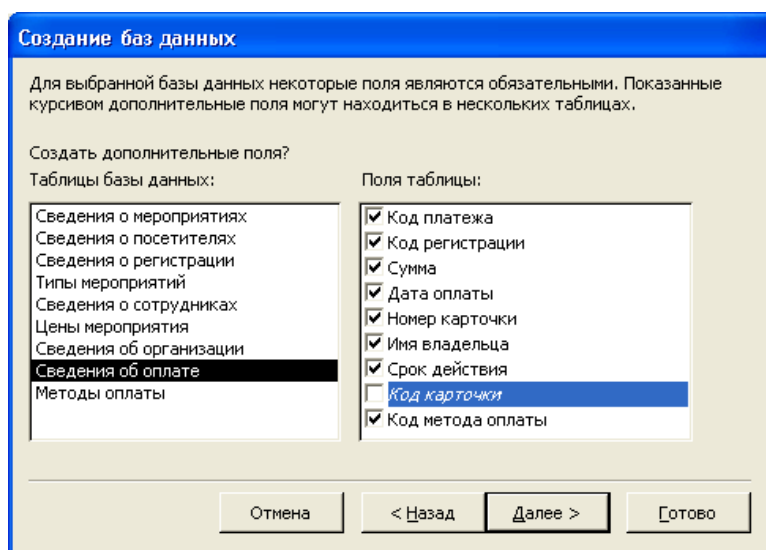 Создание баз данных
Для выбранной базы данных некоторые поля являются обязательными. Показанные
курсивом дополнительные поля могут находиться в нескольких таблицах.
Создать дополнительные поля?
Таблицы базы данных:
Сведения о мероприятиях
Сведения о посетителях
Сведения о регистрации
Типы мероприятий
Сведения о сотрудниках
Цены мероприятия
Сведения об организации
Сведения об оплате
Методы оплаты
Поля таблицы:
Код платежа
Код регистрации
Сумма
Дата оплаты
Номер карточки
Имя владельца
Срок действия
Код карточки
Код метода оплаты
Отмена
< Назад
Далее >
Готово